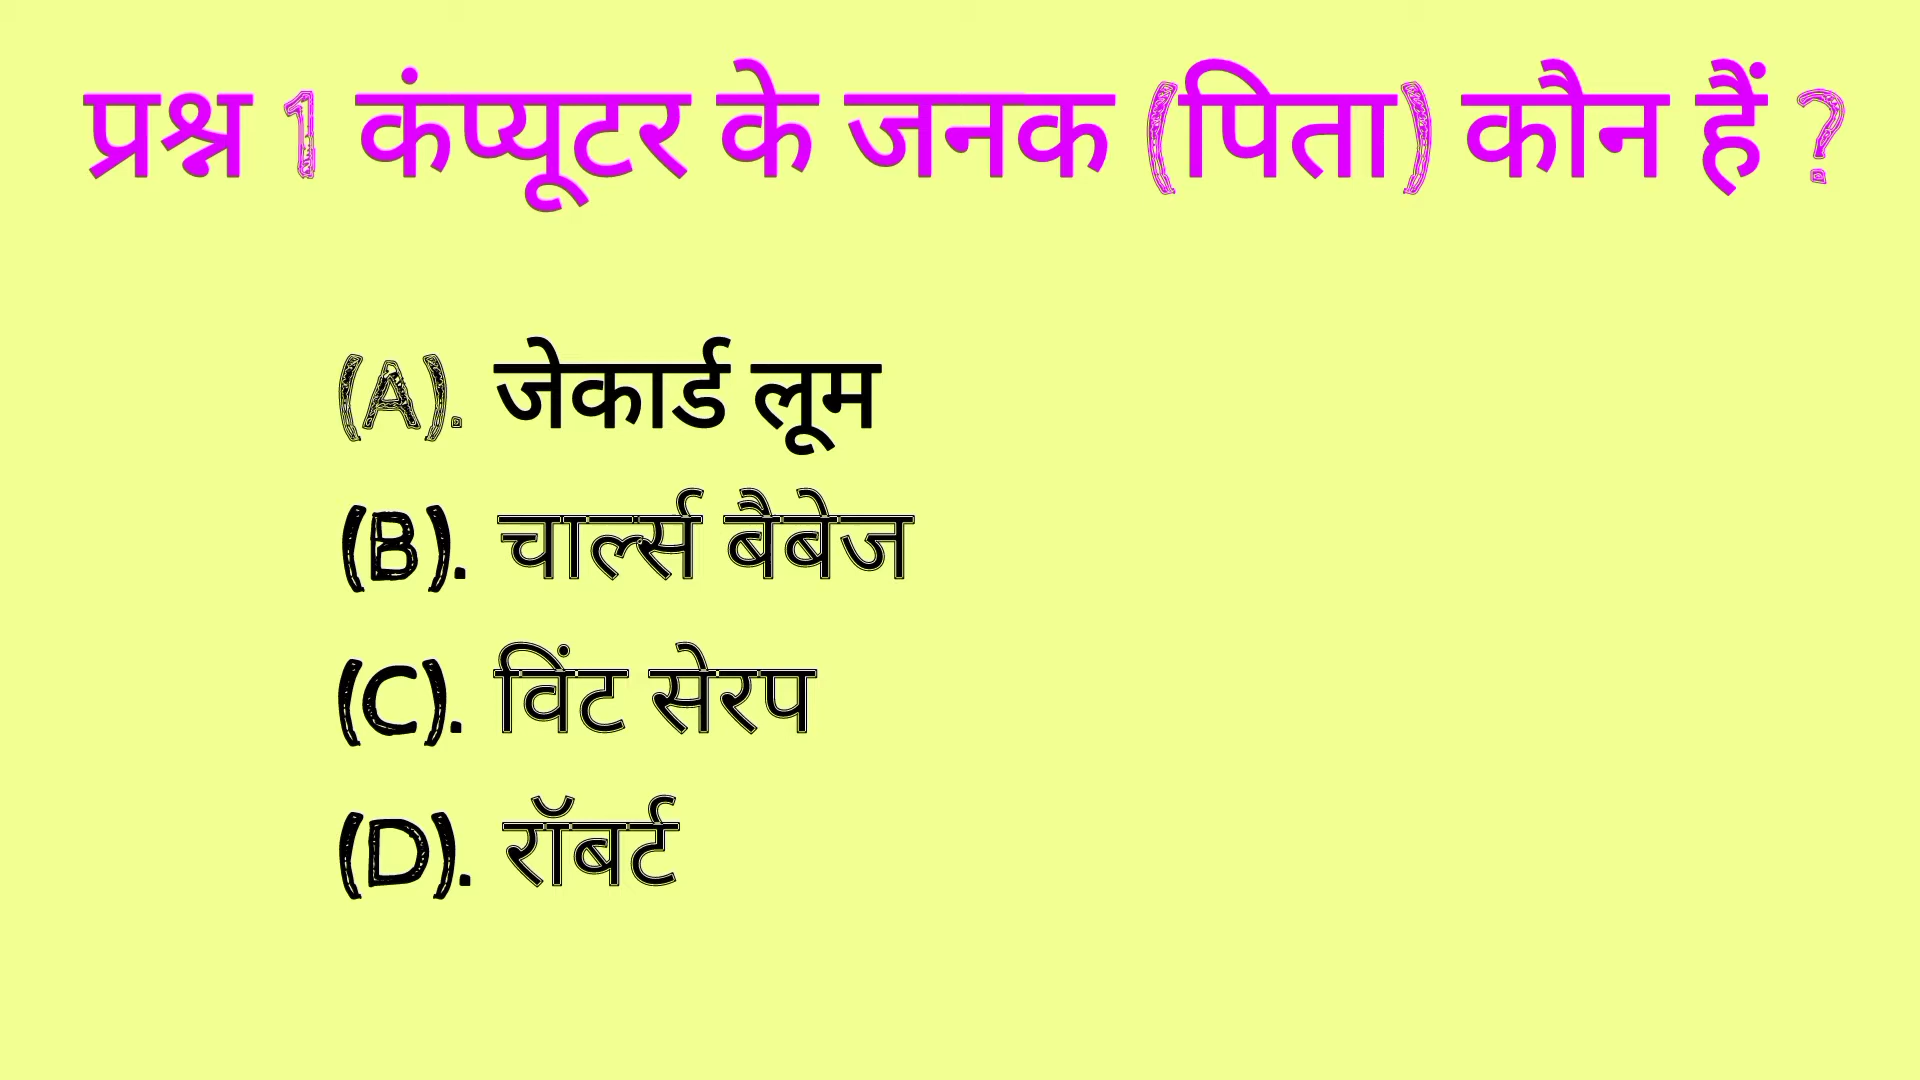 प्रश्न 1 कंप्यूटर के जनक (पिता) कौन हैं ?
(A). जेकार्ड लूम
(B). चार्ल्स बैबेज
(C). विंट सेरप
(D). रॉबर्ट